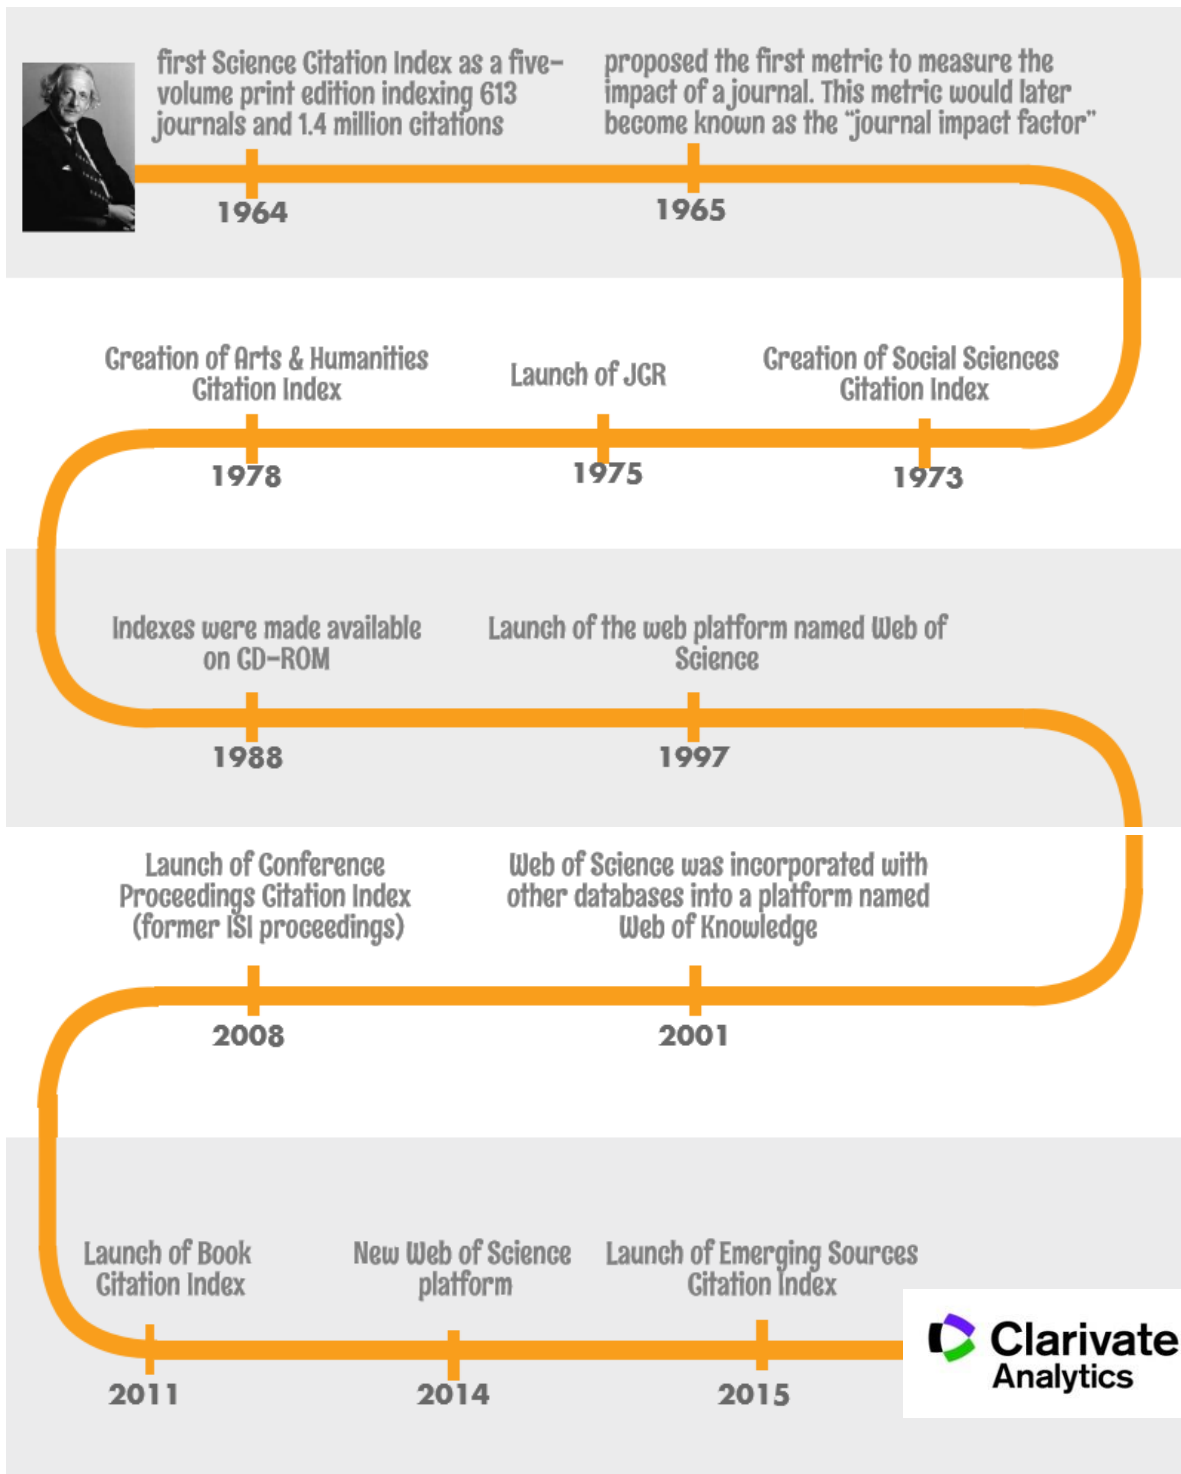 first Science Citation Index as a five-
volume print edition indexing 613
journals and 1.4 million citations
1964
proposed the first metric to measure the
impact of a journal. This metric would later
become known as the “journal impact factor”
1965
Creation of Social Sciences
Citation Index
1973
Launch of JCR
1975
Creation of Arts & Humanities
Citation Index
1978
Indexes were made available
on CD-ROM
1988
Launch of the web platform named Web of
Science
1997
Web of Science was incorporated with
other databases into a platform named
Web of Knowledge
2001
Launch of Conference
Proceedings Citation Index
(former ISI proceedings)
2008
Launch of Book
Citation Index
2011
New Web of Science
platform
2014
Launch of Emerging Sources
Citation Index
2015
Clarivate
Analytics